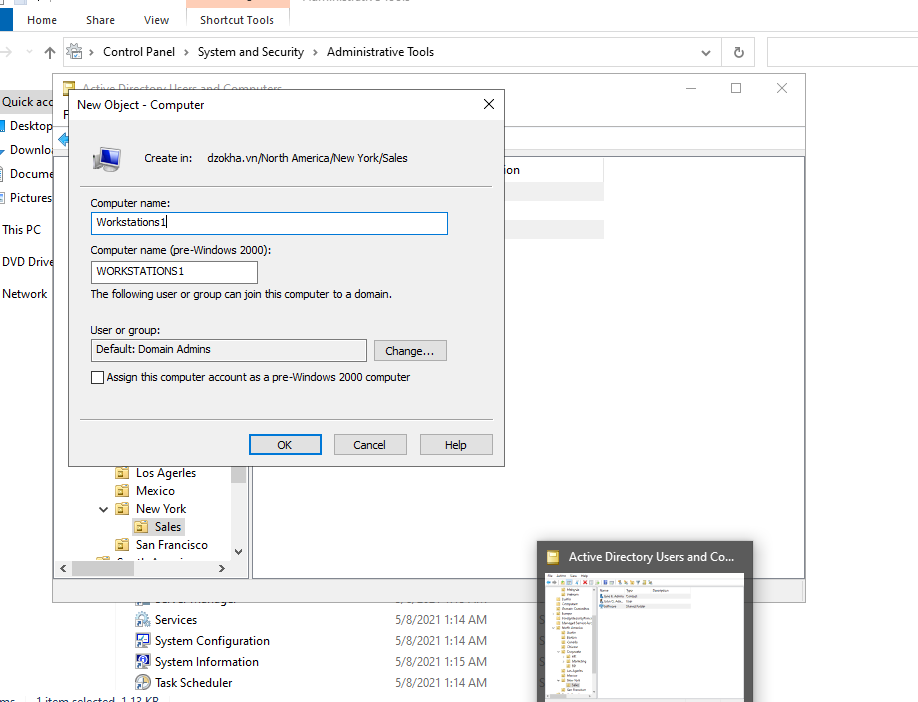 Home Share View Shortcut Tools
Control Panel > System and Security > Administrative Tools
Active Directory Users and Computers
New Object - Computer
Quick acc
Desktop
Downlo
Docume
Pictures
This PC
DVD Drive
Network
Create in: dzokha.vn/North America/New York/Sales
ion
Computer name:
Workstations1
Computer name (pre-Windows 2000):
WORKSTATIONS1
The following user or group can join this computer to a domain.
User or group:
Default: Domain Admins
Change...
Assign this computer account as a pre-Windows 2000 computer
OK Cancel Help
Los Agerles
Mexico
New York
Sales
San Francisco
Active Directory Users and Co...
Services 5/8/2021 1:14 AM
System Configuration 5/8/2021 1:14 AM
System Information 5/8/2021 1:15 AM
Task Scheduler 5/8/2021 1:14 AM
1 item selected 1.13 KB